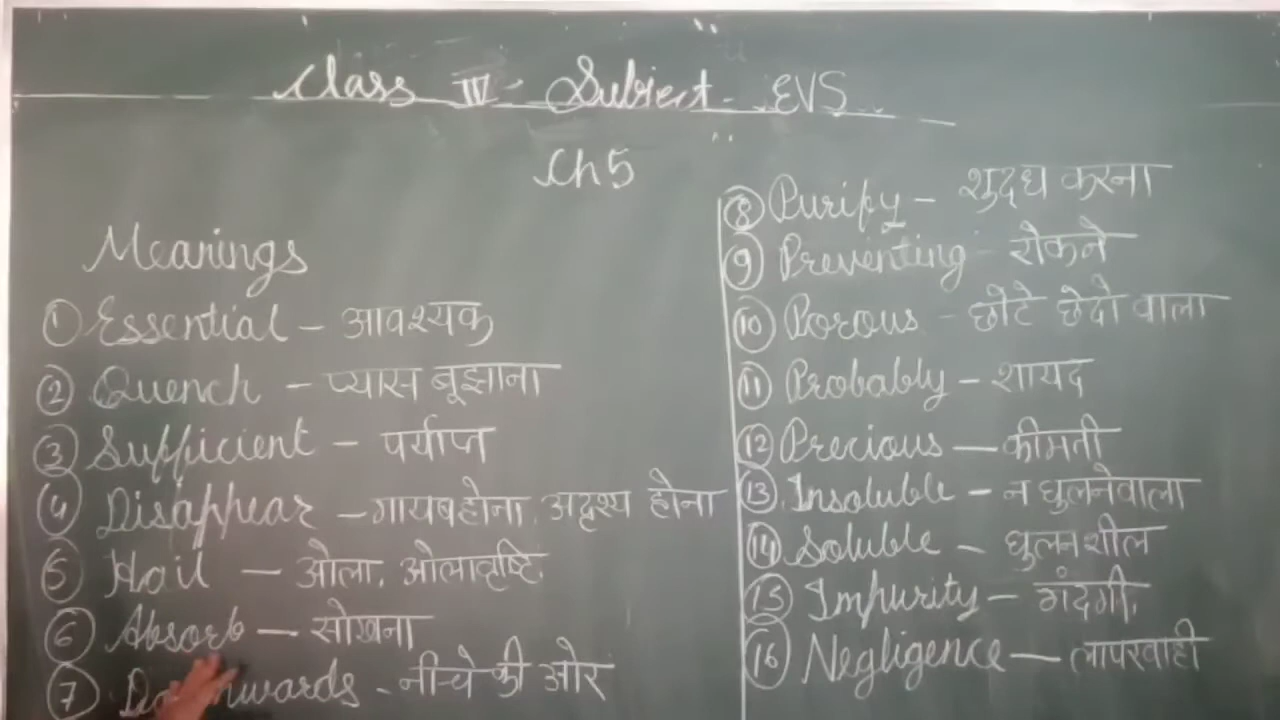 Class IV - Subject - EVS
Ch 5
Meanings
① Essential – आवश्यक
② Quench – प्यास बूझाना
③ Sufficient – पर्याप्त
④ Disappear – गायब होना, अदृश्य होना
⑤ Hail – ओला, ओलावृष्टि
⑥ Absorb – सोखना
⑦ Downwards - नीचे की ओर
⑧ Purify – शुद्ध करना
⑨ Preventing - रोकने
⑩ Porous - छोटे छेदो वाला
⑪ Probably – शायद
⑫ Precious – कीमती
⑬ Insoluble – न घुलनेवाला
⑭ Soluble – घुलनशील
⑮ Impurity – गंदगी,
⑯ Negligence – लापरवाही